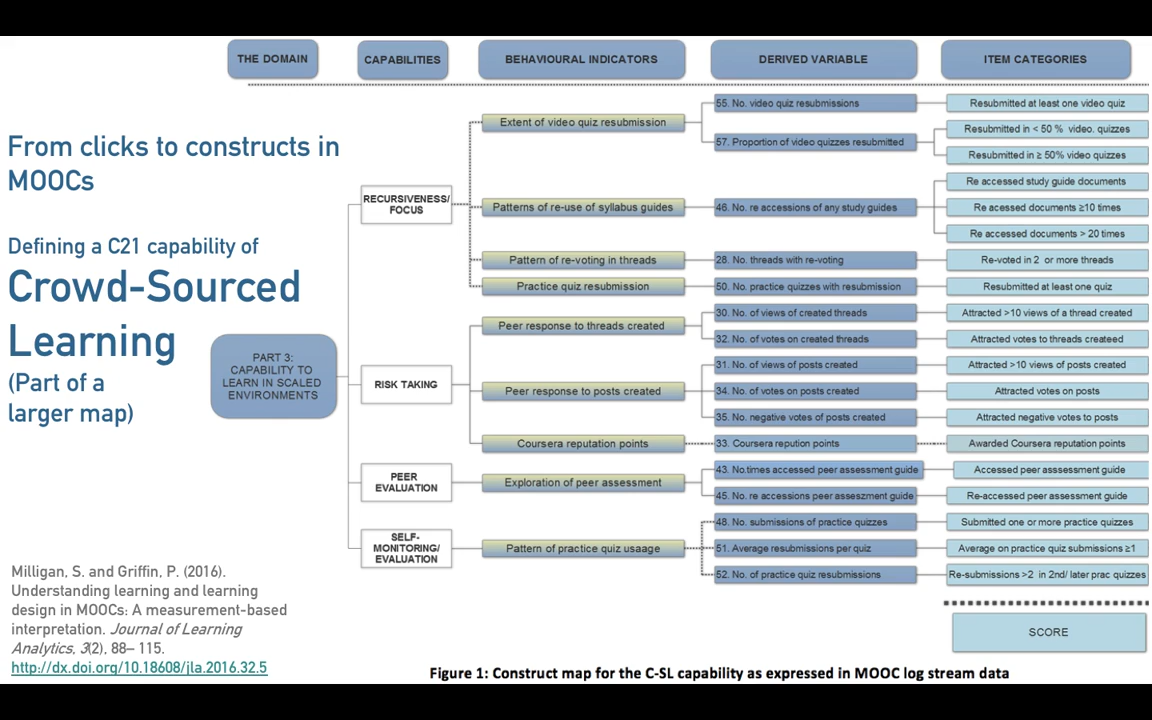 THE DOMAIN
CAPABILITIES
BEHAVIOURAL INDICATORS
DERIVED VARIABLE
ITEM CATEGORIES
From clicks to constructs in
MOOCs
Defining a C21 capability of
Crowd-Sourced
Learning
(Part of a
larger map)
PART 3:
CAPABILITY TO
LEARN IN SCALED
ENVIRONMENTS
RECURSIVENESS/
FOCUS
Extent of video quiz resubmission
55. No. video quiz resubmissions
Resubmitted at least one video quiz
57. Proportion of video quizzes resubmitted
Resubmitted in < 50 % video. quizzes
Resubmitted in ≥ 50% video quizzes
Patterns of re-use of syllabus guides
46. No. re accessions of any study guides
Re accessed study guide documents
Re acessed documents ≥10 times
Re accessed documents > 20 times
Pattern of re-voting in threads
28. No. threads with re-voting
Re-voted in 2 or more threads
Practice quiz resubmission
50. No. practice quizzes with resubmission
Resubmitted at least one quiz
RISK TAKING
Peer response to threads created
30. No. of views of created threads
Attracted >10 views of a thread created
32. No. of votes on created threads
Attracted votes to threads createed
Peer response to posts created
31. No. of views of posts created
Attracted >10 views of posts created
34. No. of votes on posts created
Attracted votes on posts
35. No. negative votes of posts created
Attracted negative votes to posts
Coursera reputation points
33. Coursera repution points
Awarded Coursera reputation points
PEER
EVALUATION
Exploration of peer assessment
43. No.times accessed peer assessment guide
Accessed peer asssessment guide
45. No. re accessions peer asseszment guide
Re-accessed peer assessment guide
SELF-
MONITORING/
EVALUATION
Pattern of practice quiz usaage
48. No. submissions of practice quizzes
Submitted one or more practice quizzes
51. Average resubmissions per quiz
Average on practice quiz submissions ≥1
52. No. of practice quiz resubmissions
Re-submissions >2 in 2nd/ later prac quizzes
SCORE
Milligan, S. and Griffin, P. (2016).
Understanding learning and learning
design in MOOCs: A measurement-based
interpretation. Journal of Learning
Analytics, 3(2), 88– 115.
http://dx.doi.org/10.18608/jla.2016.32.5
Figure 1: Construct map for the C-SL capability as expressed in MOOC log stream data